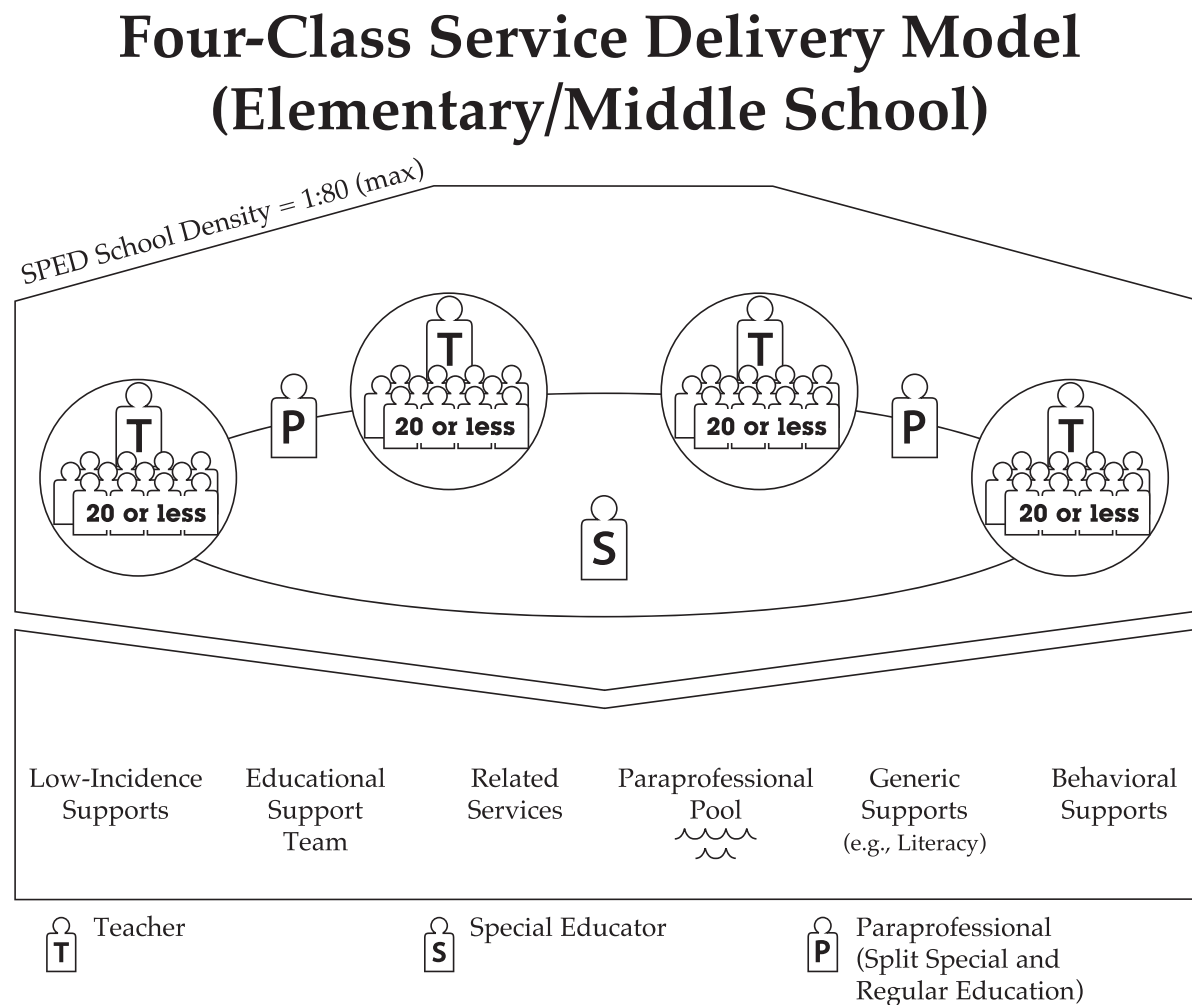 Four-Class Service Delivery Model
(Elementary/Middle School)
SPED School Density = 1:80 (max)
T
20 or less
P
T
20 or less
T
20 or less
P
T
20 or less
S
Low-Incidence
Supports
Educational
Support
Team
Related
Services
Paraprofessional
Pool
Generic
Supports
(e.g., Literacy)
Behavioral
Supports
T
Teacher
S
Special Educator
P
Paraprofessional
(Split Special and
Regular Education)